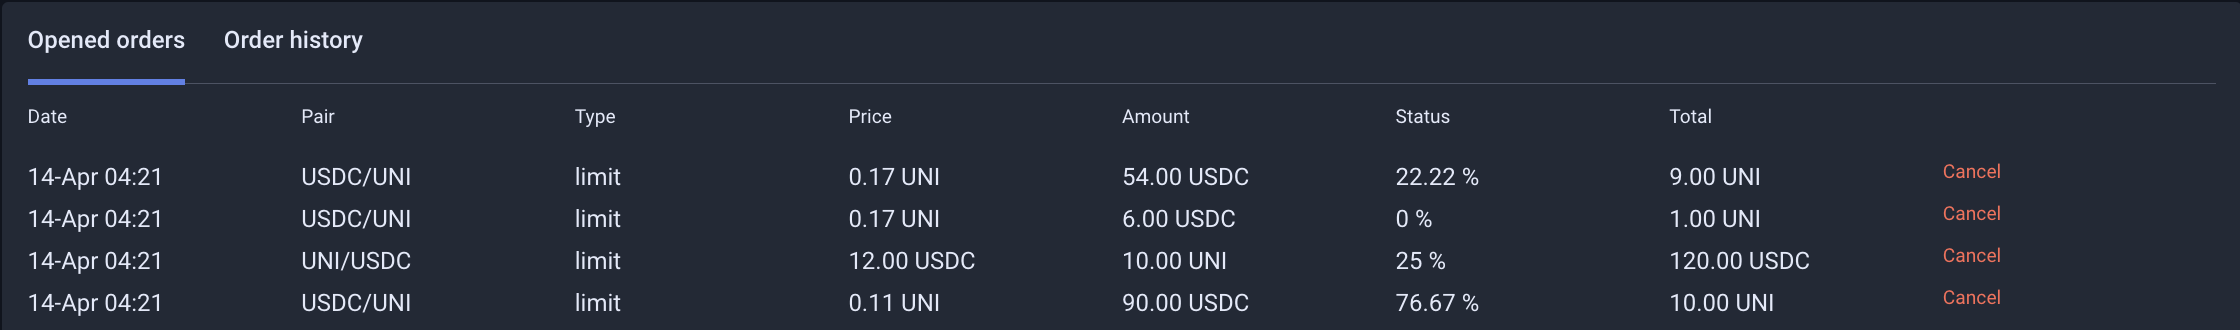 Opened orders Order history
Date Pair Type Price Amount Status Total
14-Apr 04:21 USDC/UNI limit 0.17 UNI 54.00 USDC 22.22 % 9.00 UNI Cancel
14-Apr 04:21 USDC/UNI limit 0.17 UNI 6.00 USDC 0 % 1.00 UNI Cancel
14-Apr 04:21 UNI/USDC limit 12.00 USDC 10.00 UNI 25 % 120.00 USDC Cancel
14-Apr 04:21 USDC/UNI limit 0.11 UNI 90.00 USDC 76.67 % 10.00 UNI Cancel